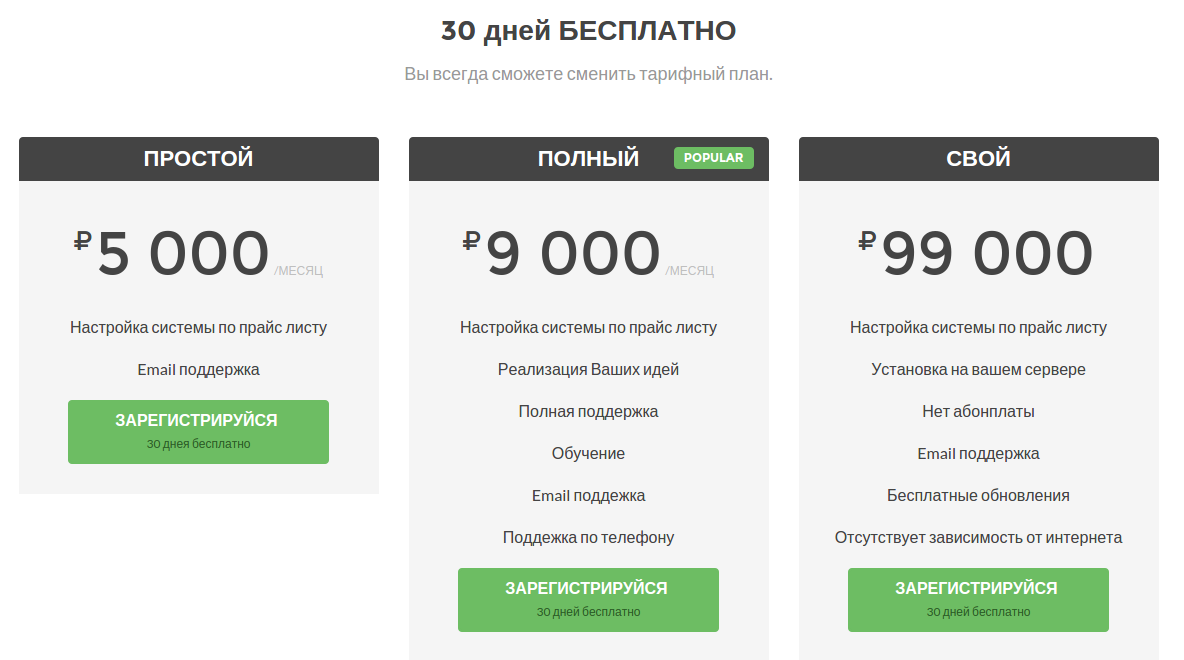 30 дней БЕСПЛАТНО
Вы всегда сможете сменить тарифный план.
ПРОСТОЙ
₽5 000 /МЕСЯЦ
Настройка системы по прайс листу
Email поддержка
ЗАРЕГИСТРИРУЙСЯ
30 днея бесплатно
ПОЛНЫЙ POPULAR
₽9 000 /МЕСЯЦ
Настройка системы по прайс листу
Реализация Ваших идей
Полная поддержка
Обучение
Email поддежка
Поддежка по телефону
ЗАРЕГИСТРИРУЙСЯ
30 дней бесплатно
СВОЙ
₽99 000
Настройка системы по прайс листу
Установка на вашем сервере
Нет абонплаты
Email поддержка
Бесплатные обновления
Отсутствует зависимость от интернета
ЗАРЕГИСТРИРУЙСЯ
30 дней бесплатно